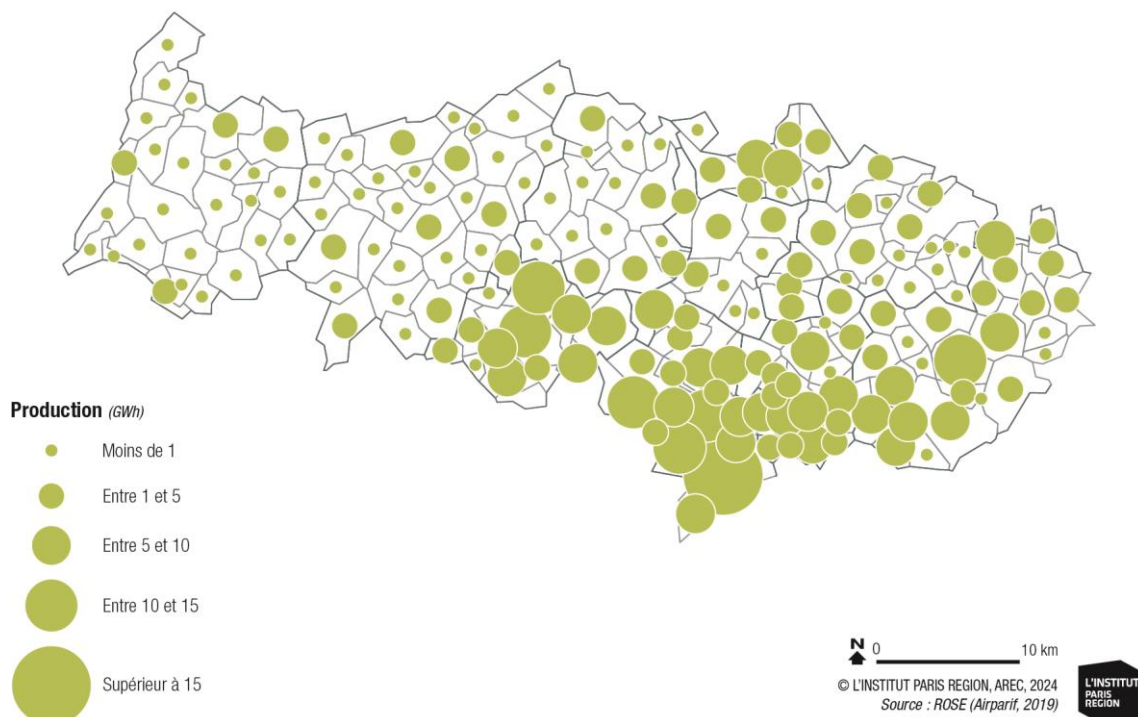 Production (GWh)
Moins de 1
Entre 1 et 5
Entre 5 et 10
Entre 10 et 15
Supérieur à 15
N 0 10 km
© L'INSTITUT PARIS REGION, AREC, 2024
Source : ROSE (Airparif, 2019)
L'INSTITUT
PARIS
REGION